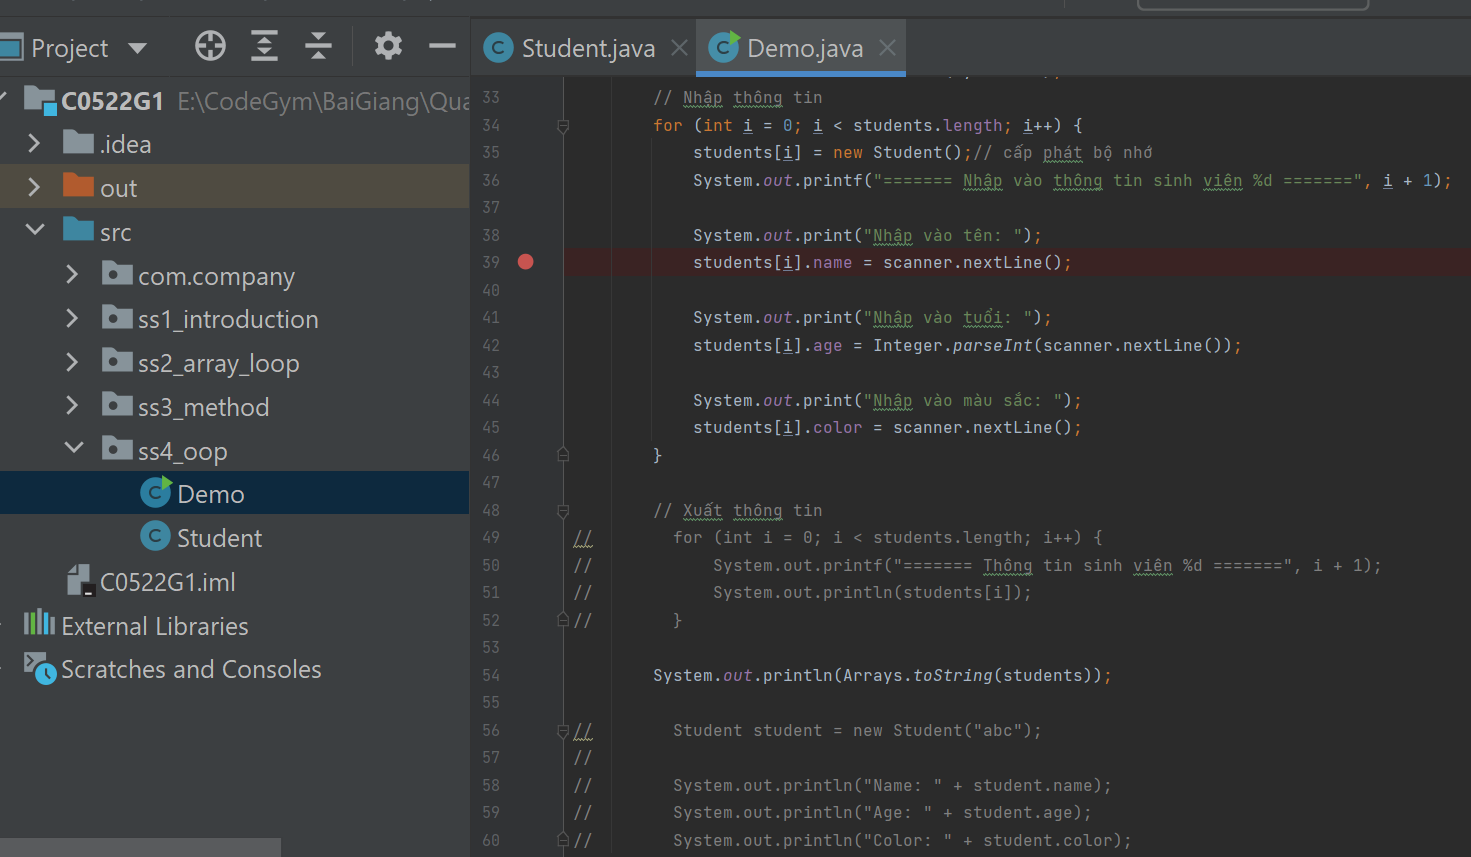 Project
Student.java
Demo.java
C0522G1 E:\CodeGym\BaiGiang\Qua
.idea
out
src
com.company
ss1_introduction
ss2_array_loop
ss3_method
ss4_oop
Demo
Student
C0522G1.iml
External Libraries
Scratches and Consoles
33 // Nhập thông tin
34 for (int i = 0; i < students.length; i++) {
35 students[i] = new Student();// cấp phát bộ nhớ
36 System.out.printf("======= Nhập vào thông tin sinh viên %d =======", i + 1);
37
38 System.out.print("Nhập vào tên: ");
39 students[i].name = scanner.nextLine();
40
41 System.out.print("Nhập vào tuổi: ");
42 students[i].age = Integer.parseInt(scanner.nextLine());
43
44 System.out.print("Nhập vào màu sắc: ");
45 students[i].color = scanner.nextLine();
46 }
47
48 // Xuất thông tin
49 // for (int i = 0; i < students.length; i++) {
50 // System.out.printf("======= Thông tin sinh viên %d =======", i + 1);
51 // System.out.println(students[i]);
52 // }
53
54 System.out.println(Arrays.toString(students));
55
56 // Student student = new Student("abc");
57 //
58 // System.out.println("Name: " + student.name);
59 // System.out.println("Age: " + student.age);
60 // System.out.println("Color: " + student.color);